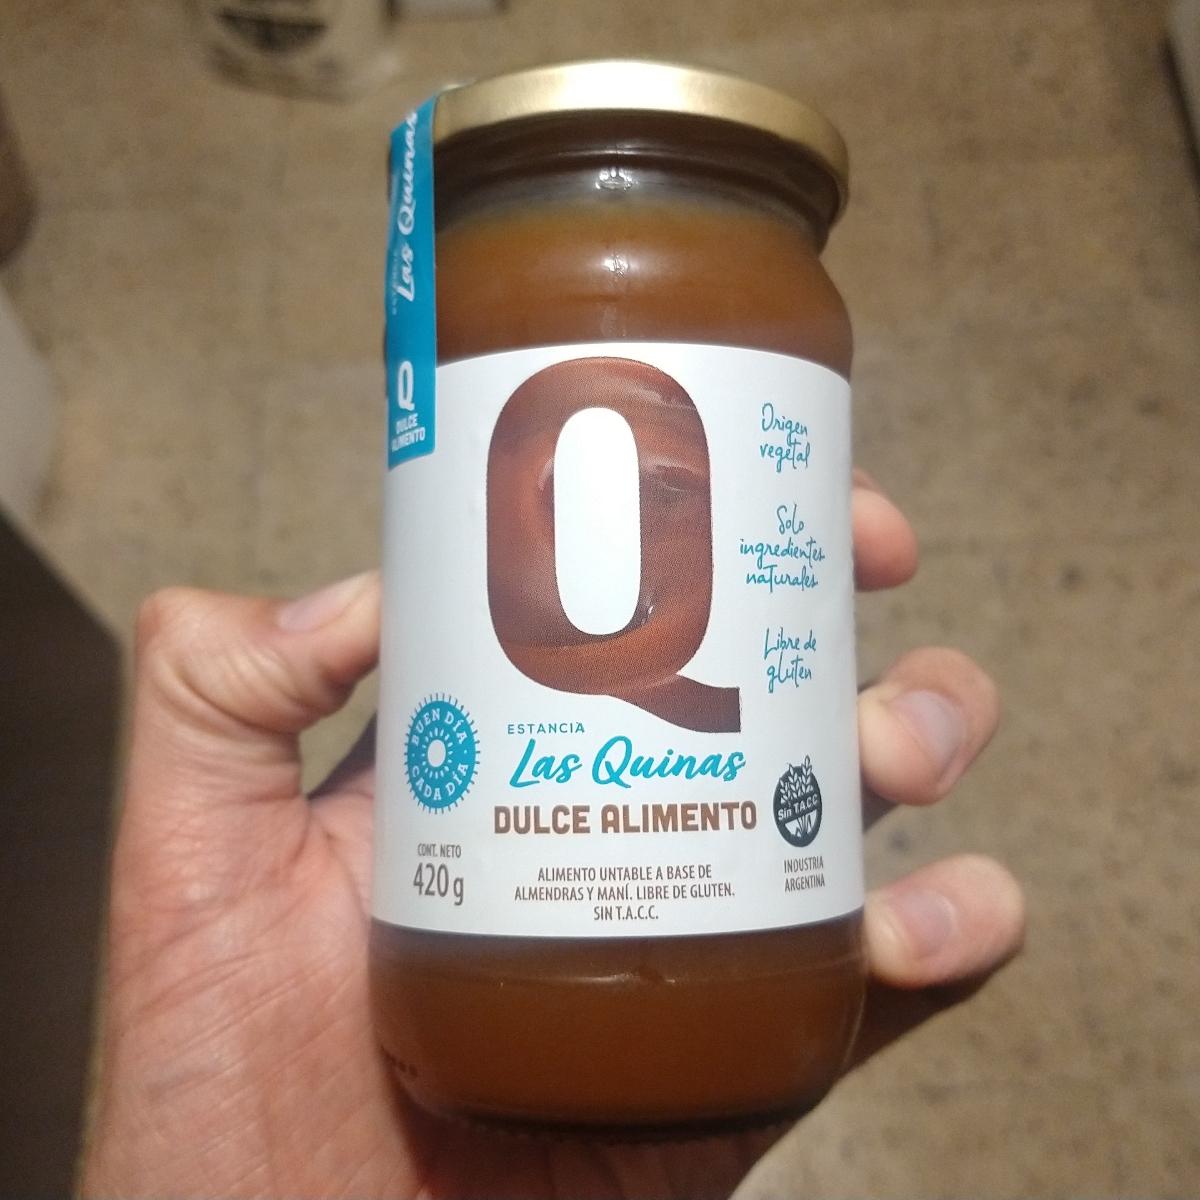 Las Quinas
Q
DULCE
ALIMENTO
Q
Origen
vegetal
Solo
ingredientes
naturales
Libre de
gluten
BUEN DÍA
CADA DÍA
ESTANCIA
Las Quinas
DULCE ALIMENTO
Sin T.A.C.C.
INDUSTRIA
ARGENTINA
CONT. NETO
420 g
ALIMENTO UNTABLE A BASE DE
ALMENDRAS Y MANÍ. LIBRE DE GLUTEN.
SIN T.A.C.C.